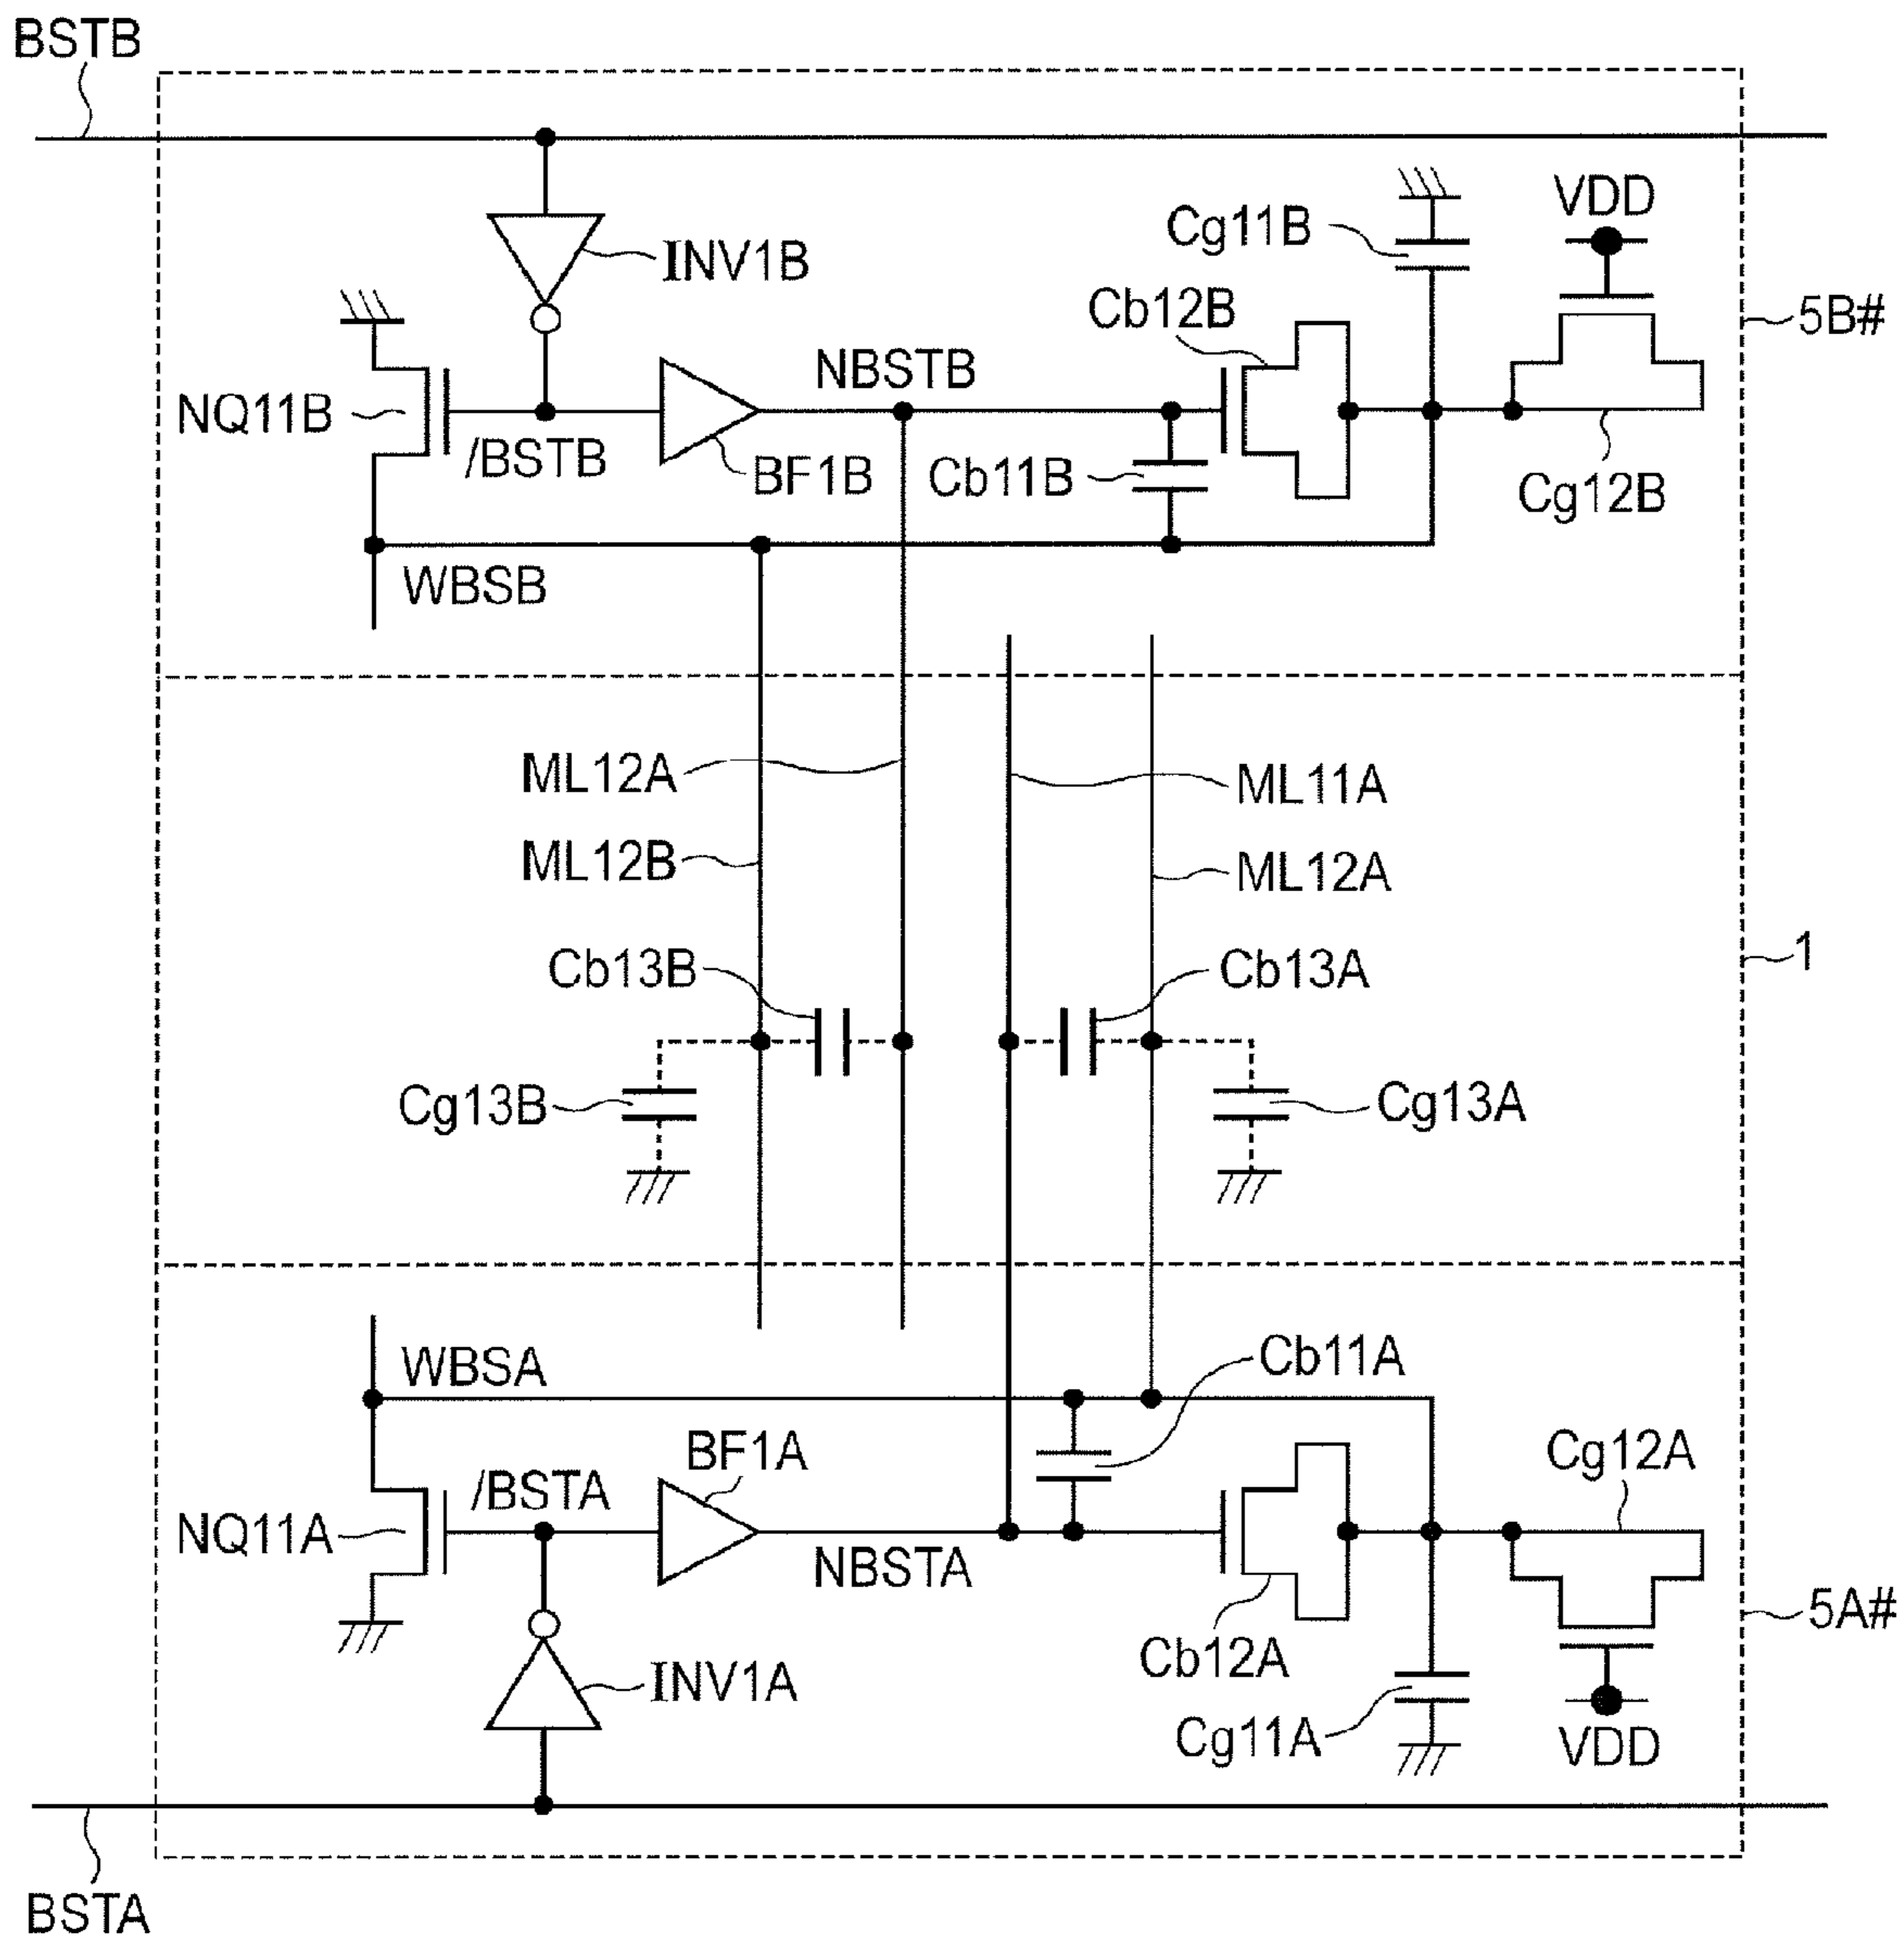 BSTB
VDD
Cg11B
INV1B
Cb12B
5B#
NBSTB
NQ11B
/BSTB
BF1B
Cb11B
Cg12B
WBSB
ML12A
ML11A
ML12B
ML12A
1
Cb13B
Cb13A
Cg13B
Cg13A
WBSA
Cb11A
BF1A
Cg12A
/BSTA
NQ11A
NBSTA
5A#
Cb12A
INV1A
Cg11A
VDD
BSTA